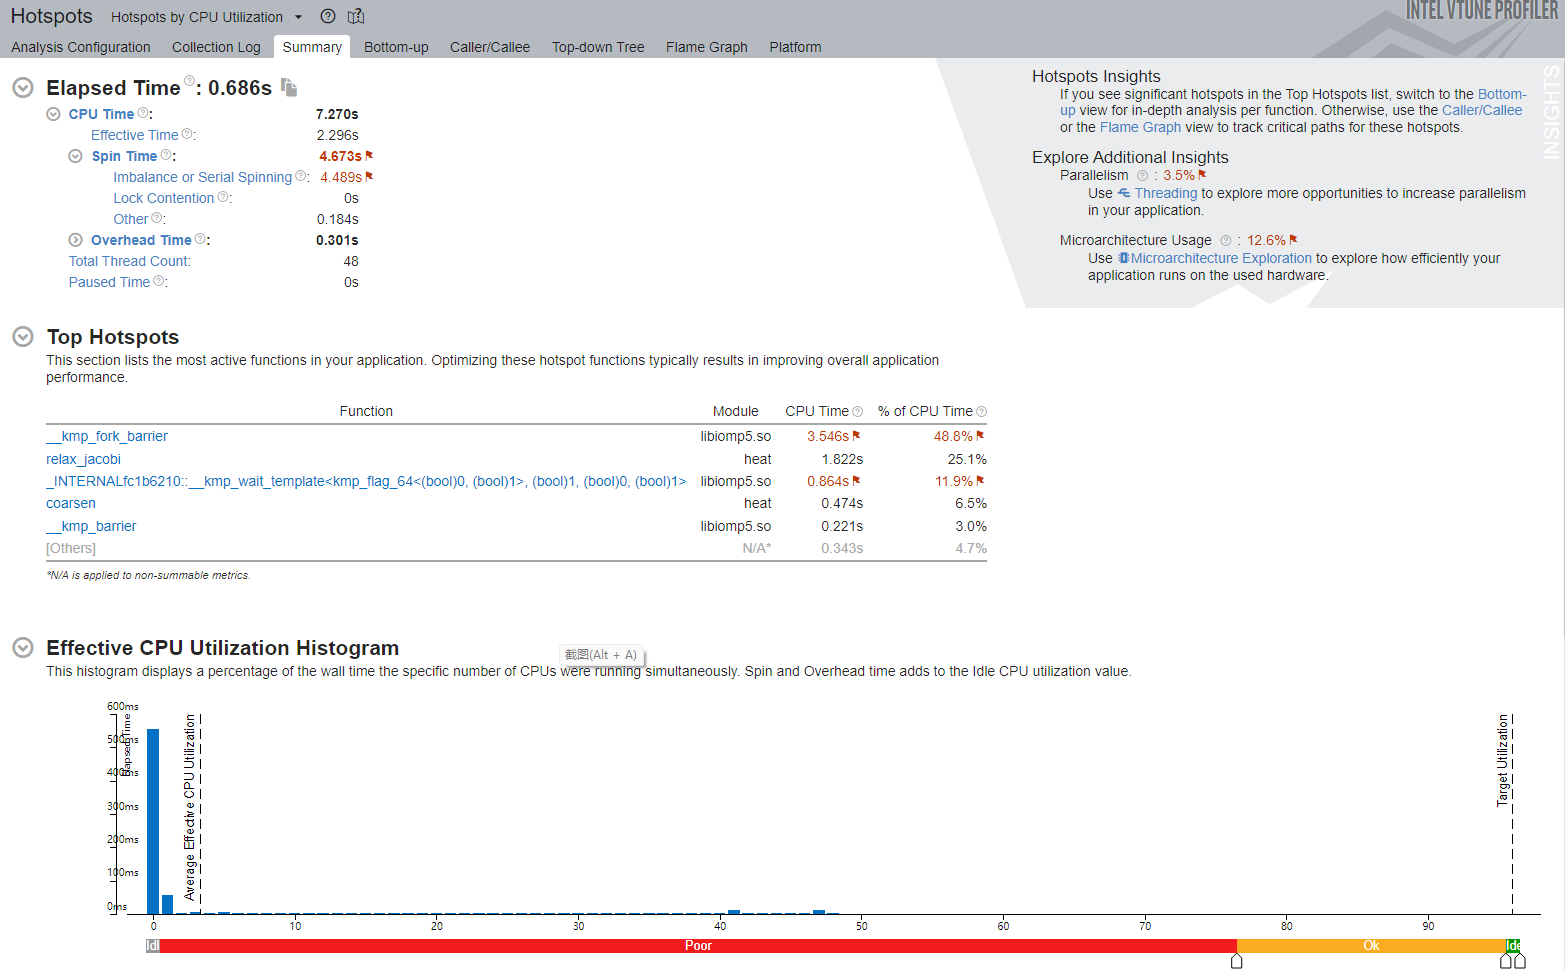 Hotspots Hotspots by CPU Utilization
INTEL VTUNE PROFILER
Analysis Configuration Collection Log Summary Bottom-up Caller/Callee Top-down Tree Flame Graph Platform
Elapsed Time: 0.686s
CPU Time: 7.270s
Effective Time: 2.296s
Spin Time: 4.673s
Imbalance or Serial Spinning: 4.489s
Lock Contention: 0s
Other: 0.184s
Overhead Time: 0.301s
Total Thread Count: 48
Paused Time: 0s
Hotspots Insights
If you see significant hotspots in the Top Hotspots list, switch to the Bottom-
up view for in-depth analysis per function. Otherwise, use the Caller/Callee
or the Flame Graph view to track critical paths for these hotspots.
Explore Additional Insights
Parallelism : 3.5%
Use Threading to explore more opportunities to increase parallelism
in your application.
Microarchitecture Usage : 12.6%
Use Microarchitecture Exploration to explore how efficiently your
application runs on the used hardware.
INSIGHTS
Top Hotspots
This section lists the most active functions in your application. Optimizing these hotspot functions typically results in improving overall application
performance.
Function Module CPU Time % of CPU Time
__kmp_fork_barrier libiomp5.so 3.546s 48.8%
relax_jacobi heat 1.822s 25.1%
_INTERNALfc1b6210::__kmp_wait_template<kmp_flag_64<(bool)0, (bool)1>, (bool)1, (bool)0, (bool)1> libiomp5.so 0.864s 11.9%
coarsen heat 0.474s 6.5%
__kmp_barrier libiomp5.so 0.221s 3.0%
[Others] N/A* 0.343s 4.7%
*N/A is applied to non-summable metrics.
Effective CPU Utilization Histogram
截图(Alt + A)
This histogram displays a percentage of the wall time the specific number of CPUs were running simultaneously. Spin and Overhead time adds to the Idle CPU utilization value.
600ms
500ms
400ms
300ms
200ms
100ms
0ms
Elapsed Time
Average Effective CPU Utilization
Target Utilization
0 10 20 30 40 50 60 70 80 90
Idl Poor Ok Ide